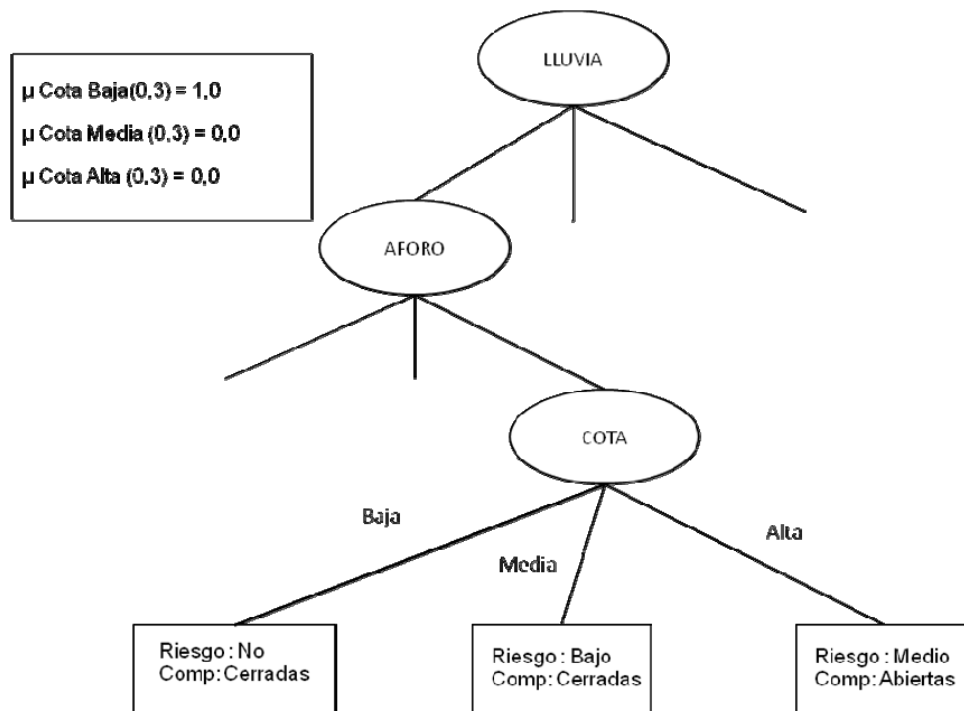 LLUVIA
µ Cota Baja(0,3) = 1,0
µ Cota Media (0,3) = 0,0
µ Cota Alta (0,3) = 0,0
AFORO
COTA
Baja
Media
Alta
Riesgo: No
Comp: Cerradas
Riesgo: Bajo
Comp: Cerradas
Riesgo: Medio
Comp: Abiertas